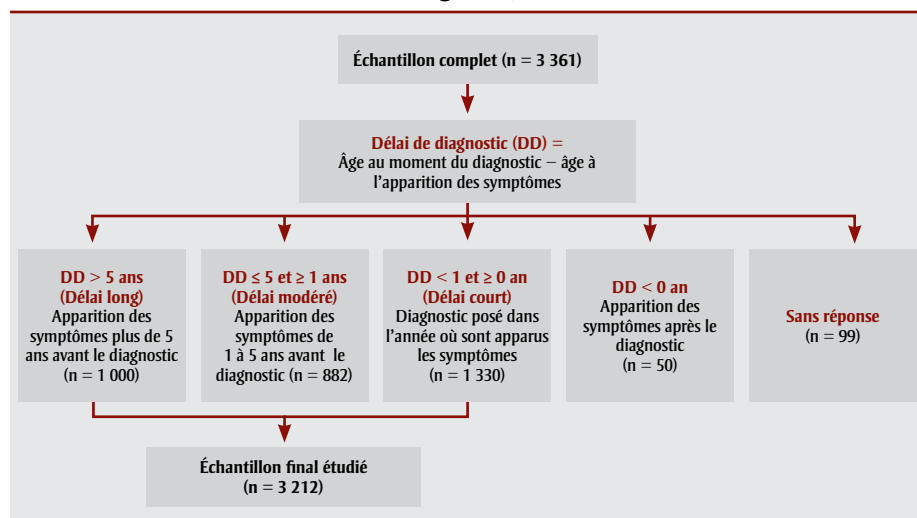 Échantillon complet (n = 3 361)
Délai de diagnostic (DD) =
Âge au moment du diagnostic – âge à
l'apparition des symptômes
DD > 5 ans
(Délai long)
Apparition des
symptômes plus de 5
ans avant le diagnostic
(n = 1 000)
DD ≤ 5 et ≥ 1 ans
(Délai modéré)
Apparition des
symptômes de
1 à 5 ans avant le
diagnostic (n = 882)
DD < 1 et ≥ 0 an
(Délai court)
Diagnostic posé dans
l'année où sont apparus
les symptômes
(n = 1 330)
DD < 0 an
Apparition des
symptômes après le
diagnostic
(n = 50)
Sans réponse
(n = 99)
Échantillon final étudié
(n = 3 212)